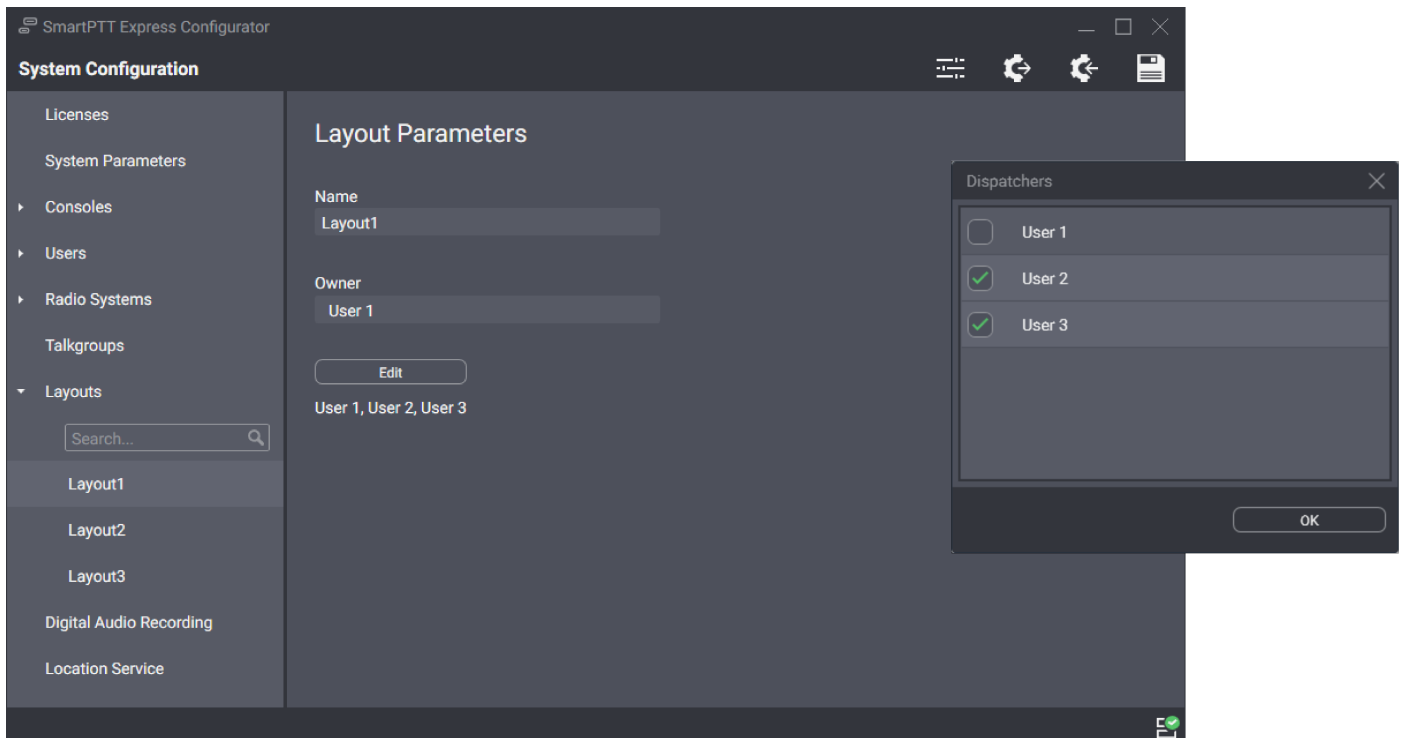 SmartPTT Express Configurator
System Configuration
Licenses
System Parameters
Consoles
Users
Radio Systems
Talkgroups
Layouts
Search...
Layout1
Layout2
Layout3
Digital Audio Recording
Location Service
Layout Parameters
Name
Layout1
Owner
User 1
Edit
User 1, User 2, User 3
Dispatchers
User 1
User 2
User 3
OK